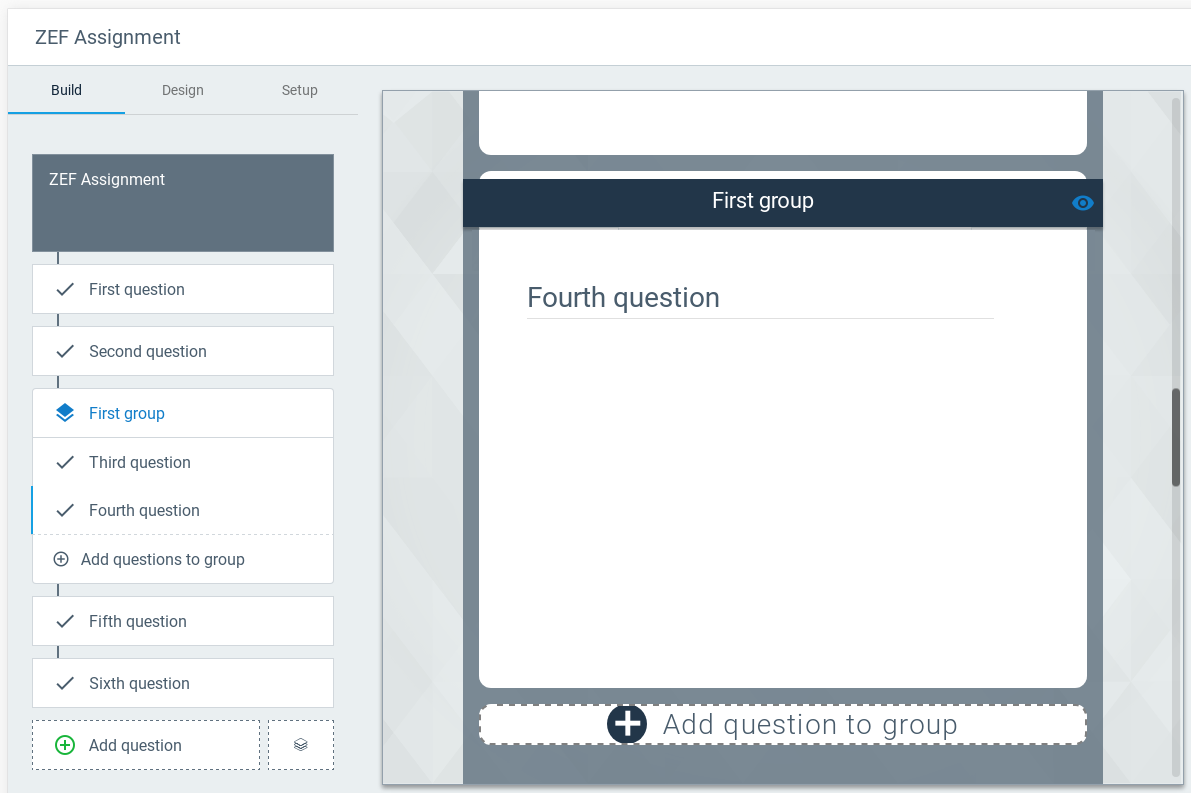 ZEF Assignment
Build
Design
Setup
ZEF Assignment
First question
Second question
First group
Third question
Fourth question
Add questions to group
Fifth question
Sixth question
Add question
First group
Fourth question
Add question to group